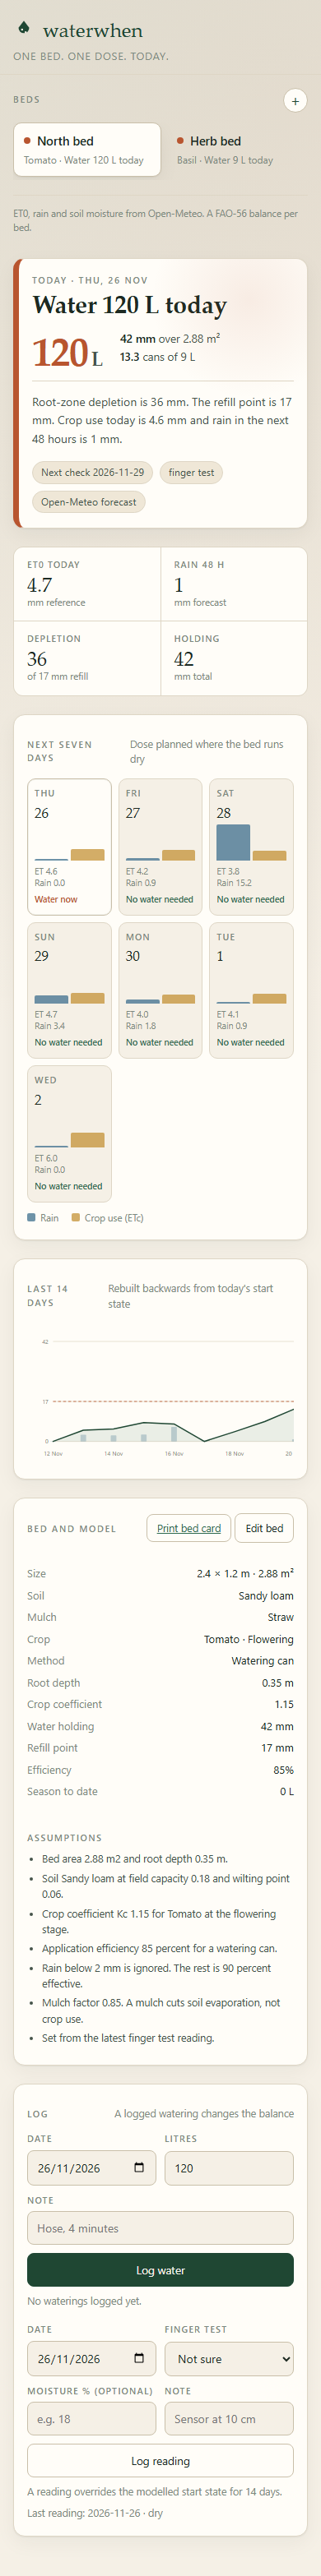 waterwhen
ONE BED. ONE DOSE. TODAY.
BEDS
+
North bed
Tomato · Water 120 L today
Herb bed
Basil · Water 9 L today
ET0, rain and soil moisture from Open-Meteo. A FAO-56 balance per
bed.
TODAY · THU, 26 NOV
Water 120 L today
120 L
42 mm over 2.88 m²
13.3 cans of 9 L
Root-zone depletion is 36 mm. The refill point is 17
mm. Crop use today is 4.6 mm and rain in the next
48 hours is 1 mm.
Next check 2026-11-29
finger test
Open-Meteo forecast
ET0 TODAY
4.7
mm reference
RAIN 48 H
1
mm forecast
DEPLETION
36
of 17 mm refill
HOLDING
42
mm total
NEXT SEVEN
DAYS
Dose planned where the bed runs
dry
THU
26
ET 4.6
Rain 0.0
Water now
FRI
27
ET 4.2
Rain 0.9
No water needed
SAT
28
ET 3.8
Rain 15.2
No water needed
SUN
29
ET 4.7
Rain 3.4
No water needed
MON
30
ET 4.0
Rain 1.8
No water needed
TUE
1
ET 4.1
Rain 0.9
No water needed
WED
2
ET 6.0
Rain 0.0
No water needed
Rain
Crop use (ETc)
LAST 14
DAYS
Rebuilt backwards from today's start
state
42
17
0
12 Nov
14 Nov
16 Nov
18 Nov
20
BED AND MODEL
Print bed card
Edit bed
Size
2.4 × 1.2 m · 2.88 m²
Soil
Sandy loam
Mulch
Straw
Crop
Tomato · Flowering
Method
Watering can
Root depth
0.35 m
Crop coefficient
1.15
Water holding
42 mm
Refill point
17 mm
Efficiency
85%
Season to date
0 L
ASSUMPTIONS
• Bed area 2.88 m2 and root depth 0.35 m.
• Soil Sandy loam at field capacity 0.18 and wilting point
0.06.
• Crop coefficient Kc 1.15 for Tomato at the flowering
stage.
• Application efficiency 85 percent for a watering can.
• Rain below 2 mm is ignored. The rest is 90 percent
effective.
• Mulch factor 0.85. A mulch cuts soil evaporation, not
crop use.
• Set from the latest finger test reading.
LOG
A logged watering changes the balance
DATE
LITRES
26/11/2026
120
NOTE
Hose, 4 minutes
Log water
No waterings logged yet.
DATE
FINGER TEST
26/11/2026
Not sure
MOISTURE % (OPTIONAL)
NOTE
e.g. 18
Sensor at 10 cm
Log reading
A reading overrides the modelled start state for 14 days.
Last reading: 2026-11-26 · dry